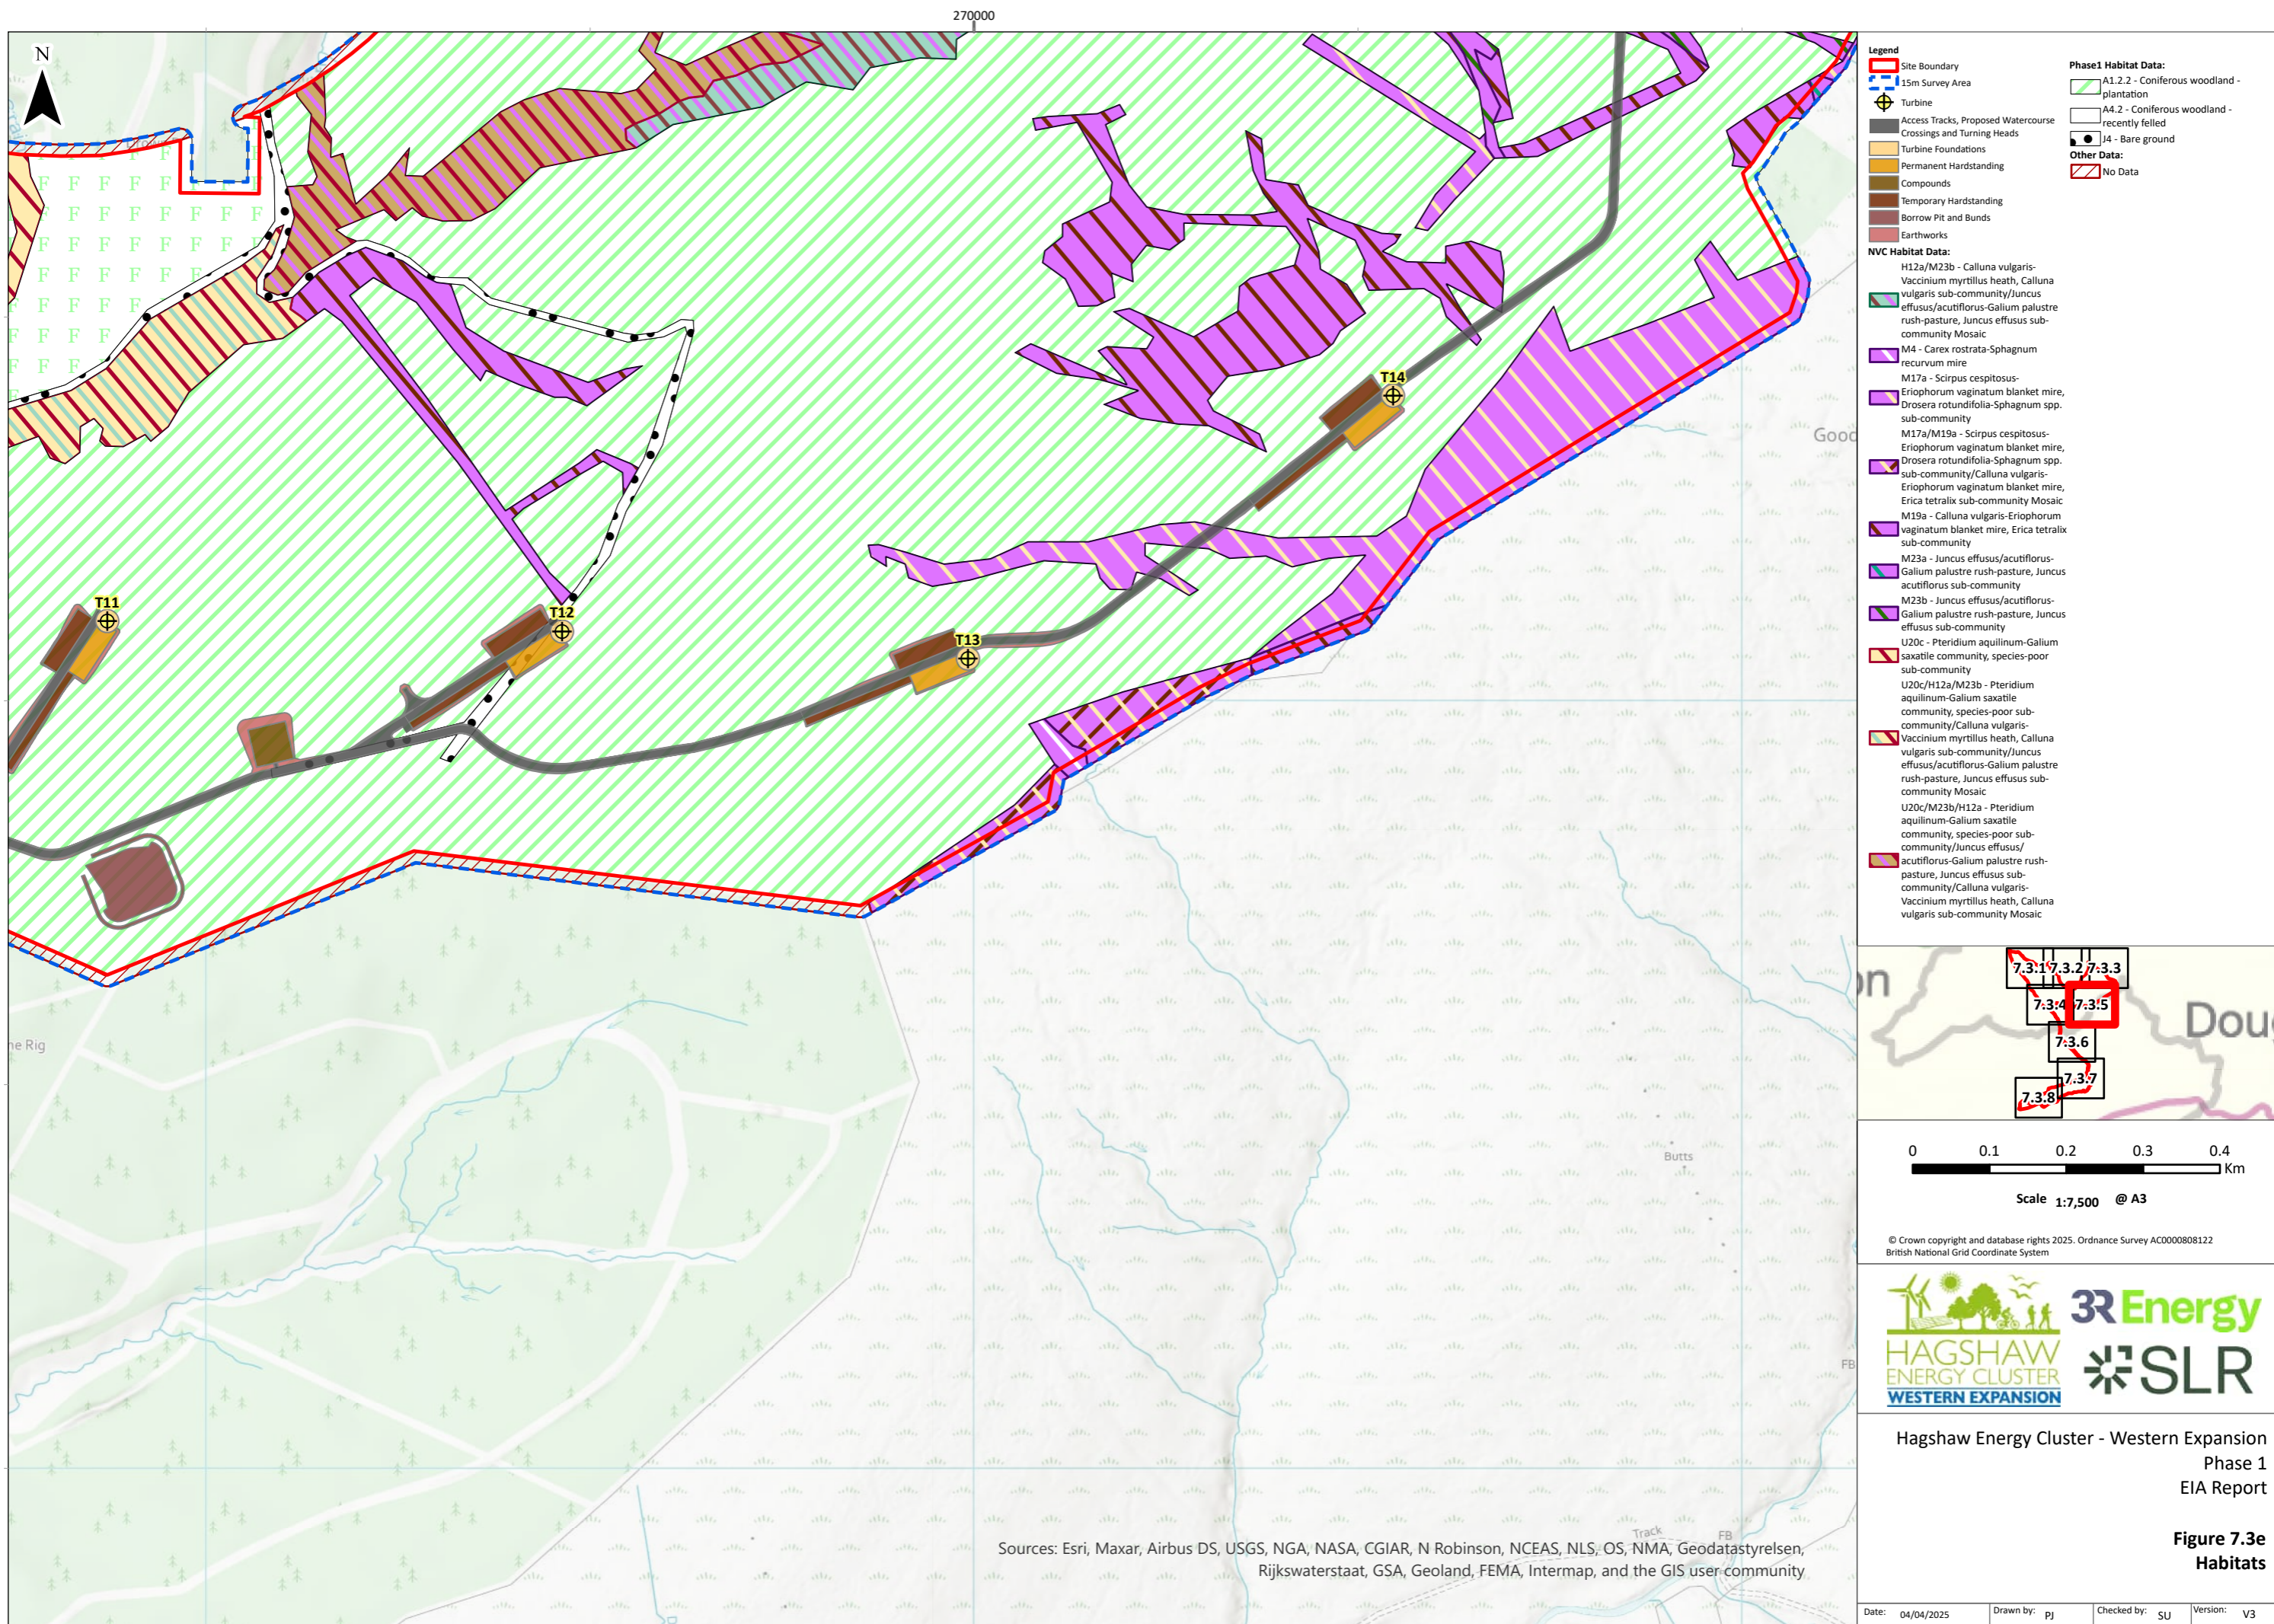 270000
N
T14
T11
T12
T13
Good
ne Rig
Butts
Track
FB
FB
F F F F F F F
F F F F F F F F
F F F F F F F F
F F F F F F F
F F F F F
F F F F
F F F
Sources: Esri, Maxar, Airbus DS, USGS, NGA, NASA, CGIAR, N Robinson, NCEAS, NLS, OS, NMA, Geodatastyrelsen,
Rijkswaterstaat, GSA, Geoland, FEMA, Intermap, and the GIS user community
Legend
Site Boundary
15m Survey Area
Turbine
Access Tracks, Proposed Watercourse
Crossings and Turning Heads
Turbine Foundations
Permanent Hardstanding
Compounds
Temporary Hardstanding
Borrow Pit and Bunds
Earthworks
NVC Habitat Data:
H12a/M23b - Calluna vulgaris-
Vaccinium myrtillus heath, Calluna
vulgaris sub-community/Juncus
effusus/acutiflorus-Galium palustre
rush-pasture, Juncus effusus sub-
community Mosaic
M4 - Carex rostrata-Sphagnum
recurvum mire
M17a - Scirpus cespitosus-
Eriophorum vaginatum blanket mire,
Drosera rotundifolia-Sphagnum spp.
sub-community
M17a/M19a - Scirpus cespitosus-
Eriophorum vaginatum blanket mire,
Drosera rotundifolia-Sphagnum spp.
sub-community/Calluna vulgaris-
Eriophorum vaginatum blanket mire,
Erica tetralix sub-community Mosaic
M19a - Calluna vulgaris-Eriophorum
vaginatum blanket mire, Erica tetralix
sub-community
M23a - Juncus effusus/acutiflorus-
Galium palustre rush-pasture, Juncus
acutiflorus sub-community
M23b - Juncus effusus/acutiflorus-
Galium palustre rush-pasture, Juncus
effusus sub-community
U20c - Pteridium aquilinum-Galium
saxatile community, species-poor
sub-community
U20c/H12a/M23b - Pteridium
aquilinum-Galium saxatile
community, species-poor sub-
community/Calluna vulgaris-
Vaccinium myrtillus heath, Calluna
vulgaris sub-community/Juncus
effusus/acutiflorus-Galium palustre
rush-pasture, Juncus effusus sub-
community Mosaic
U20c/M23b/H12a - Pteridium
aquilinum-Galium saxatile
community, species-poor sub-
community/Juncus effusus/
acutiflorus-Galium palustre rush-
pasture, Juncus effusus sub-
community/Calluna vulgaris-
Vaccinium myrtillus heath, Calluna
vulgaris sub-community Mosaic
Phase1 Habitat Data:
A1.2.2 - Coniferous woodland -
plantation
A4.2 - Coniferous woodland -
recently felled
J4 - Bare ground
Other Data:
No Data
on
Doug
7.3.1 7.3.2 7.3.3
7.3.4 7.3.5
7.3.6
7.3.7
7.3.8
0 0.1 0.2 0.3 0.4
Km
Scale 1:7,500 @ A3
© Crown copyright and database rights 2025. Ordnance Survey AC0000808122
British National Grid Coordinate System
HAGSHAW
ENERGY CLUSTER
WESTERN EXPANSION
3R Energy
SLR
Hagshaw Energy Cluster - Western Expansion
Phase 1
EIA Report
Figure 7.3e
Habitats
Date: 04/04/2025 Drawn by: PJ Checked by: SU Version: V3